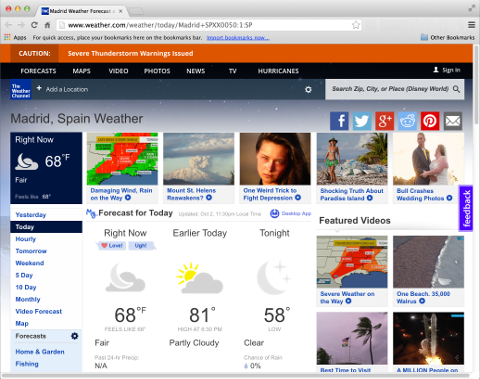 Madrid Weather Forecast a
www.weather.com/weather/today/Madrid+SPXX0050:1:SP
Apps For quick access, place your bookmarks here on the bookmarks bar. Import bookmarks now... Other Bookmarks
CAUTION: Severe Thunderstorm Warnings Issued
FORECASTS MAPS VIDEO PHOTOS NEWS TV HURRICANES Sign In
The Weather Channel
+ Add a Location
Search Zip, City, or Place (Disney World)
Madrid, Spain Weather
Right Now
68°F
Fair
Feels like 68°
Damaging Wind, Rain on the Way
Mount St. Helens Reawakens?
One Weird Trick to Fight Depression
Shocking Truth About Paradise Island
Bull Crashes Wedding Photos
feedback
Yesterday
Today
Hourly
Tomorrow
Weekend
5 Day
10 Day
Monthly
Video Forecast
Map
Forecasts
Home & Garden
Fishing
My Forecast for Today Updated: Oct 2, 11:30pm Local Time Desktop App
Right Now
Love! Ugh!
68°F
FEELS LIKE 68°
Fair
Past 24-hr Precip:
N/A
Earlier Today
81°
HIGH AT 6:30 PM
Partly Cloudy
Tonight
58°
LOW
Clear
Chance of Rain
0%
Featured Videos
Severe Weather on the Way
One Beach. 35,000 Walrus
Best Time to Visit
A MILLION People on